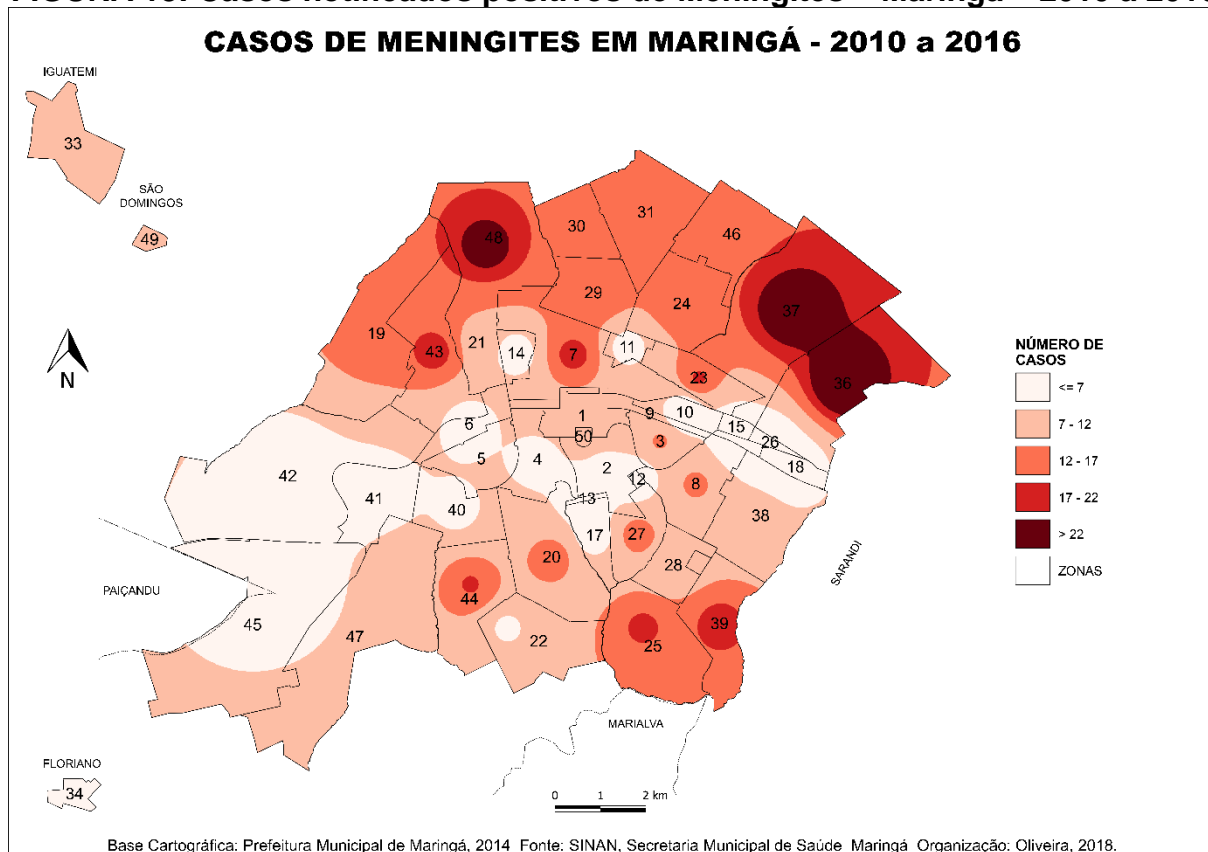 CASOS DE MENINGITES EM MARINGÁ - 2010 a 2016
IGUATEMI
33
SÃO
DOMINGOS
49
31
30
46
48
29
24
37
19
43
21
14
7
11
23
36
1
9
10
15
6
50
3
26
5
4
2
18
42
12
8
41
40
13
38
17
27
20
28
44
SARANDI
PAIÇANDU
45
47
22
25
39
MARIALVA
FLORIANO
34
N
NÚMERO DE
CASOS
<= 7
7 - 12
12 - 17
17 - 22
> 22
ZONAS
0 1 2 km
Base Cartográfica: Prefeitura Municipal de Maringá, 2014 Fonte: SINAN, Secretaria Municipal de Saúde Maringá Organização: Oliveira, 2018.